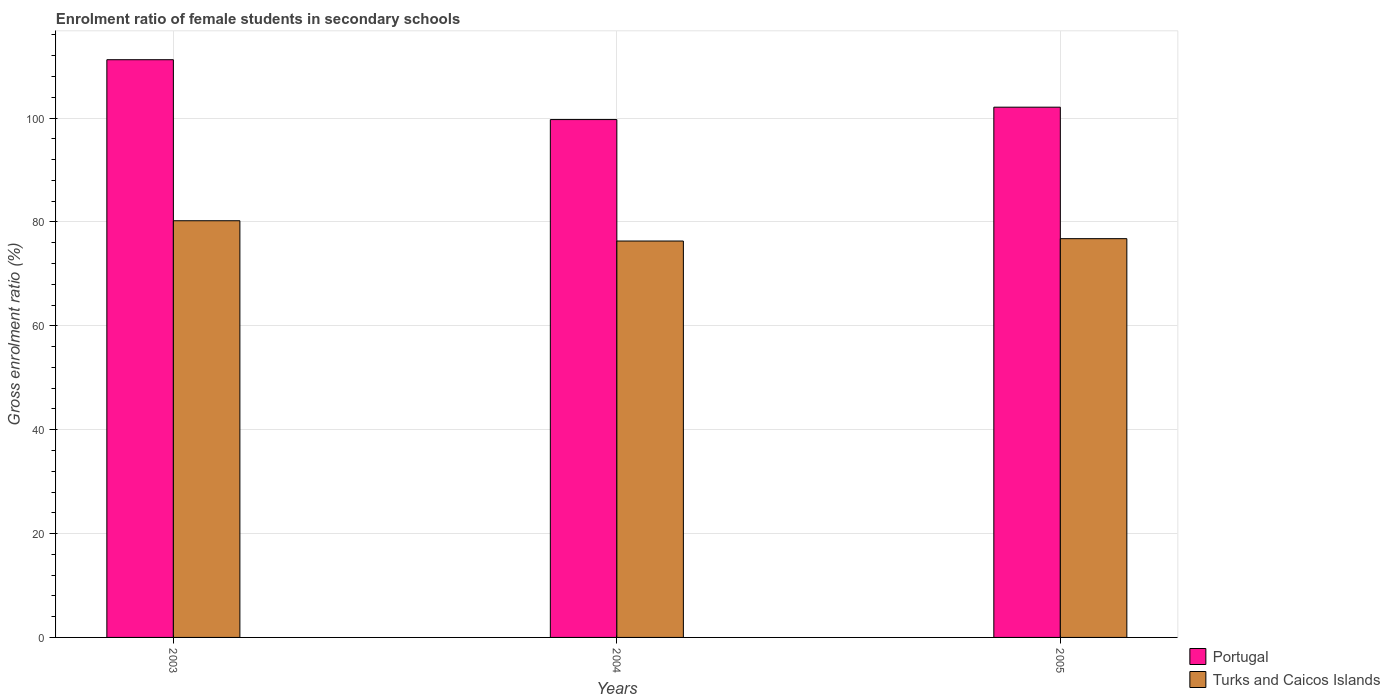 Enrolment ratio of female students in secondary schools
Gross enrolment ratio (%)
100
80
60
40
20
0
2003
2004
2005
Years
Portugal
Turks and Caicos Islands